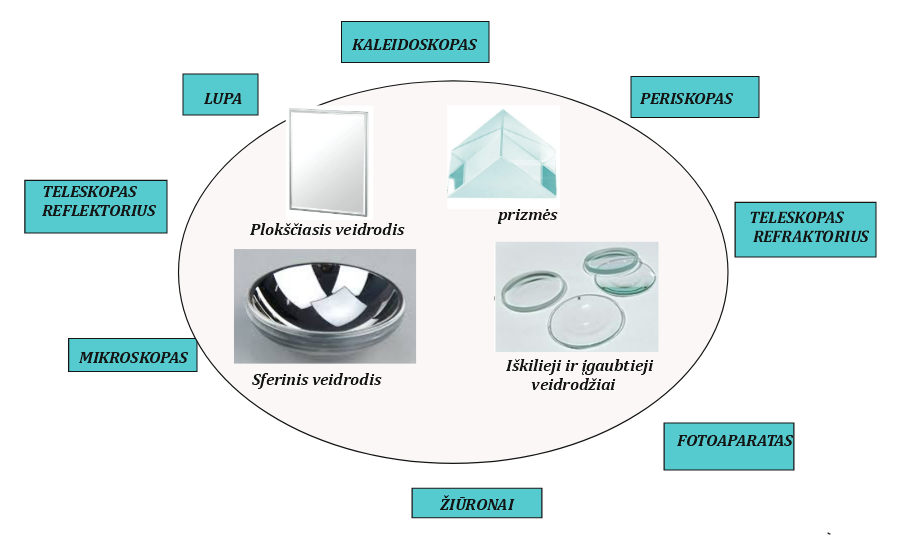 KALEIDOSKOPAS
LUPA
PERISKOPAS
TELESKOPAS
REFLEKTORIUS
TELESKOPAS
REFRAKTORIUS
Plokščiasis veidrodis
prizmės
Sferinis veidrodis
Iškilieji ir įgaubtieji
veidrodžiai
MIKROSKOPAS
FOTOAPARATAS
ŽIŪRONAI